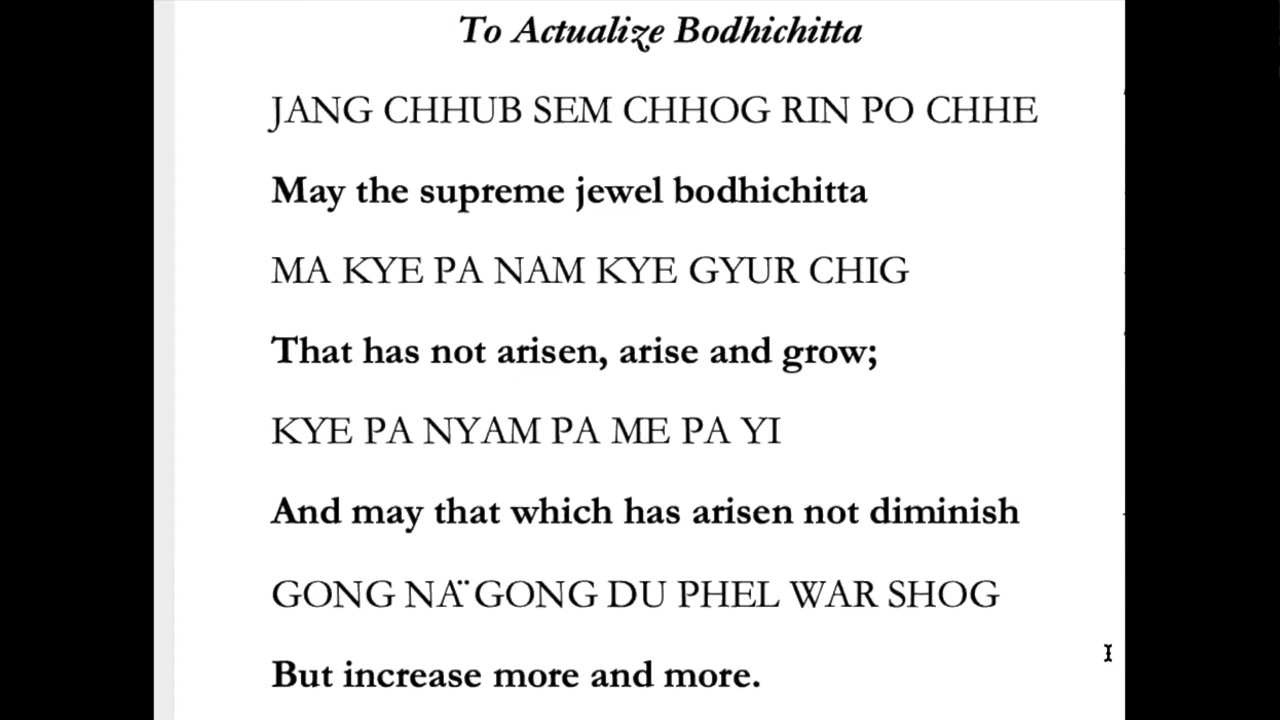 To Actualize Bodhichitta
JANG CHHUB SEM CHHOG RIN PO CHHE
May the supreme jewel bodhichitta
MA KYE PA NAM KYE GYUR CHIG
That has not arisen, arise and grow;
KYE PA NYAM PA ME PA YI
And may that which has arisen not diminish
GONG NA¨ GONG DU PHEL WAR SHOG
But increase more and more.